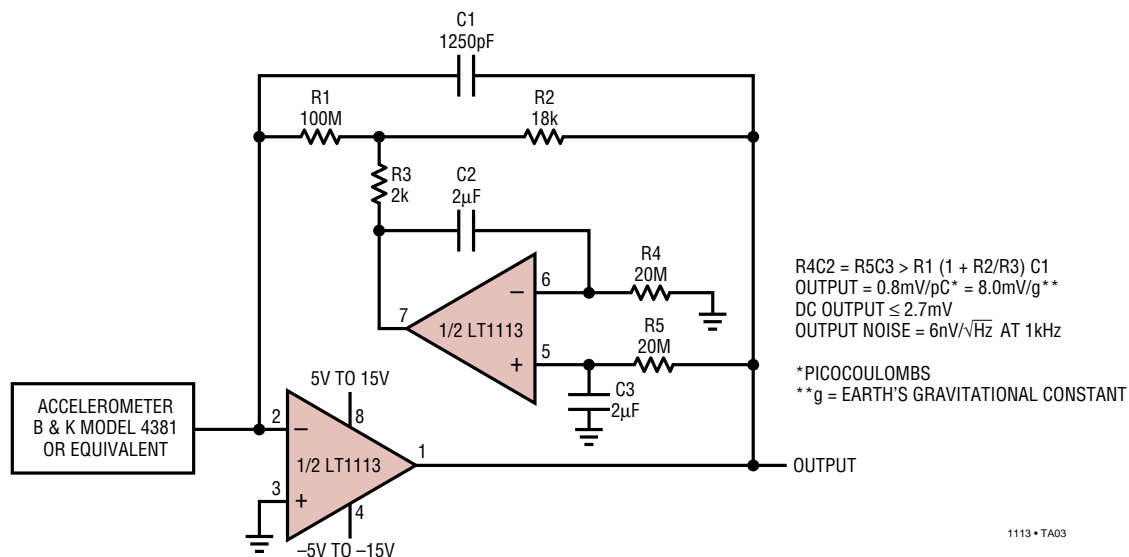 C1
1250pF
R1
100M
R2
18k
R3
2k
C2
2µF
R4
20M
6
–
7
1/2 LT1113
R5
20M
+
5
C3
2µF
R4C2 = R5C3 > R1 (1 + R2/R3) C1
OUTPUT = 0.8mV/pC* = 8.0mV/g**
DC OUTPUT ≤ 2.7mV
OUTPUT NOISE = 6nV/√Hz AT 1kHz
*PICOCOULOMBS
**g = EARTH'S GRAVITATIONAL CONSTANT
ACCELEROMETER
B & K MODEL 4381
OR EQUIVALENT
5V TO 15V
2
–
8
1/2 LT1113
1
3
+
4
–5V TO –15V
OUTPUT
1113 • TA03